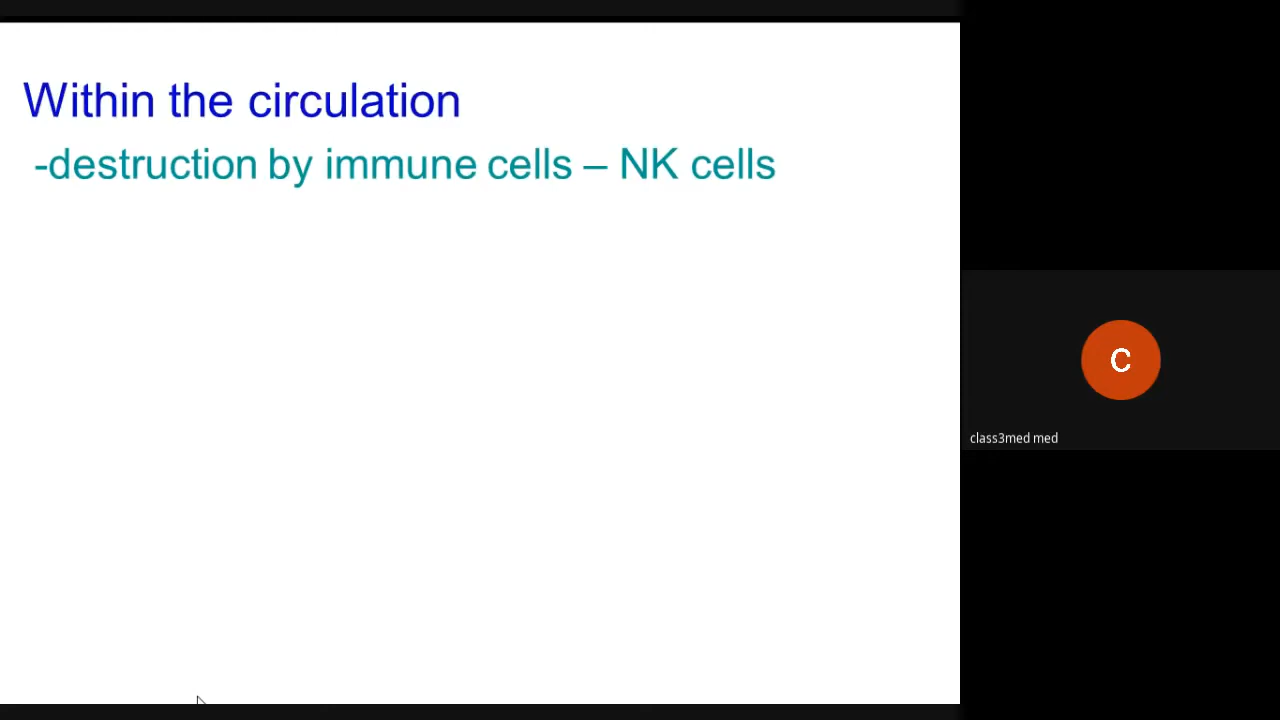 Within the circulation
-destruction by immune cells – NK cells
C
class3med med